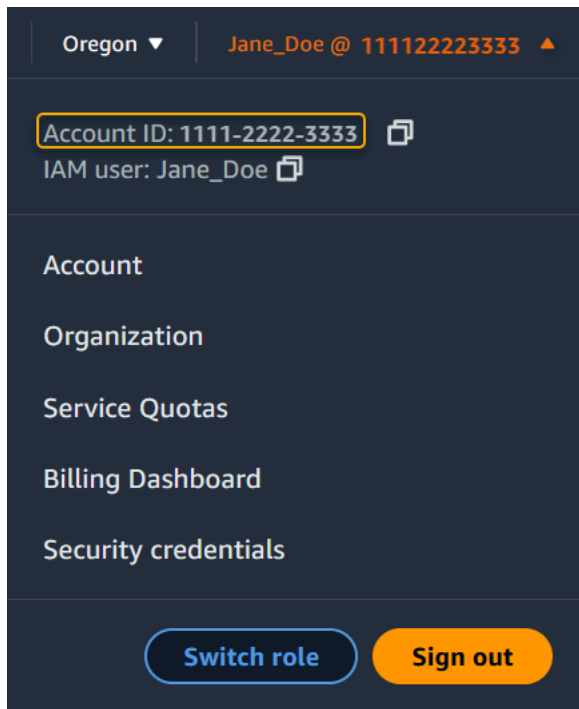 Oregon ▼ Jane_Doe @ 111122223333 ▲
Account ID: 1111-2222-3333
IAM user: Jane_Doe
Account
Organization
Service Quotas
Billing Dashboard
Security credentials
Switch role Sign out